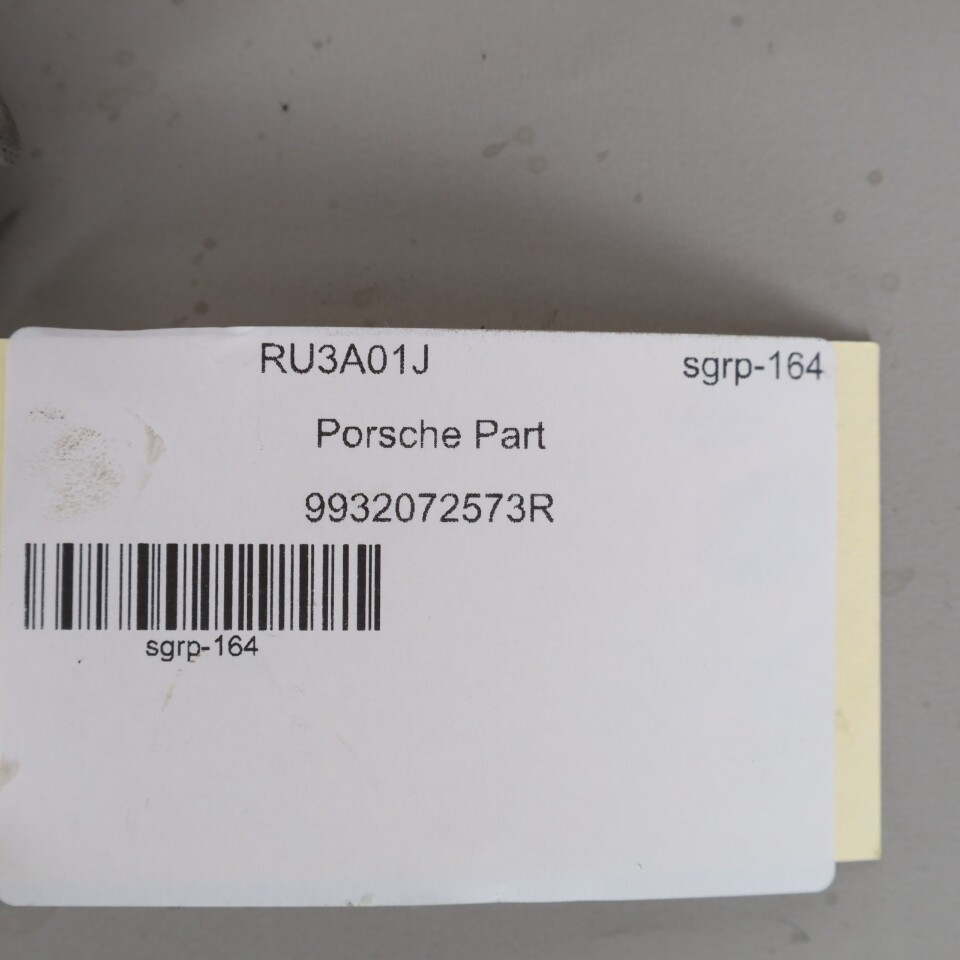 RU3A01J sgrp-164
Porsche Part
9932072573R
sgrp-164